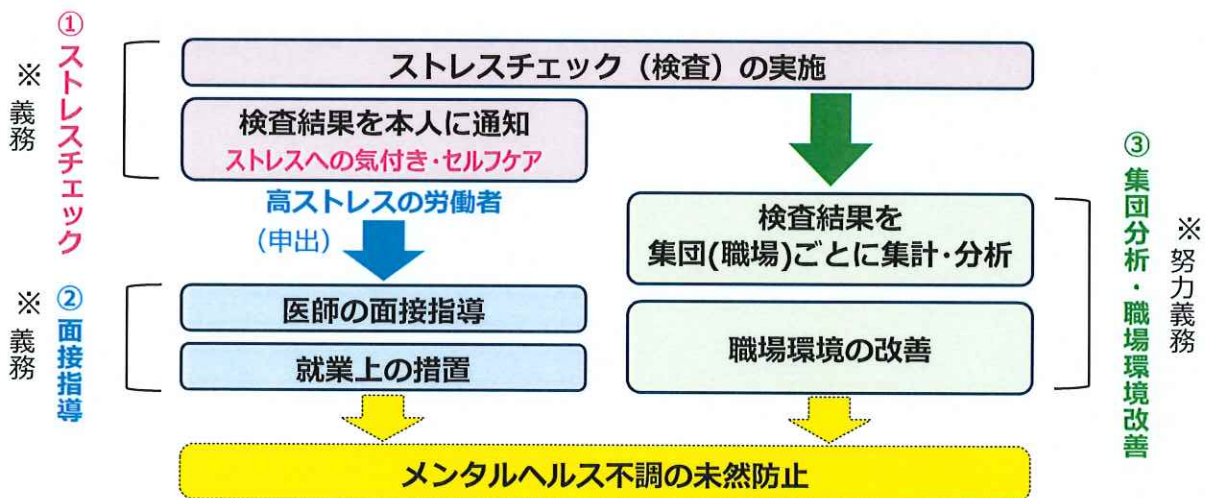 ① ストレスチェック
※ 義務
ストレスチェック（検査）の実施
検査結果を本人に通知
ストレスへの気付き・セルフケア
高ストレスの労働者
（申出）
② 面接指導
※ 義務
医師の面接指導
就業上の措置
検査結果を
集団(職場)ごとに集計・分析
職場環境の改善
③ 集団分析・職場環境改善
※ 努力義務
メンタルヘルス不調の未然防止